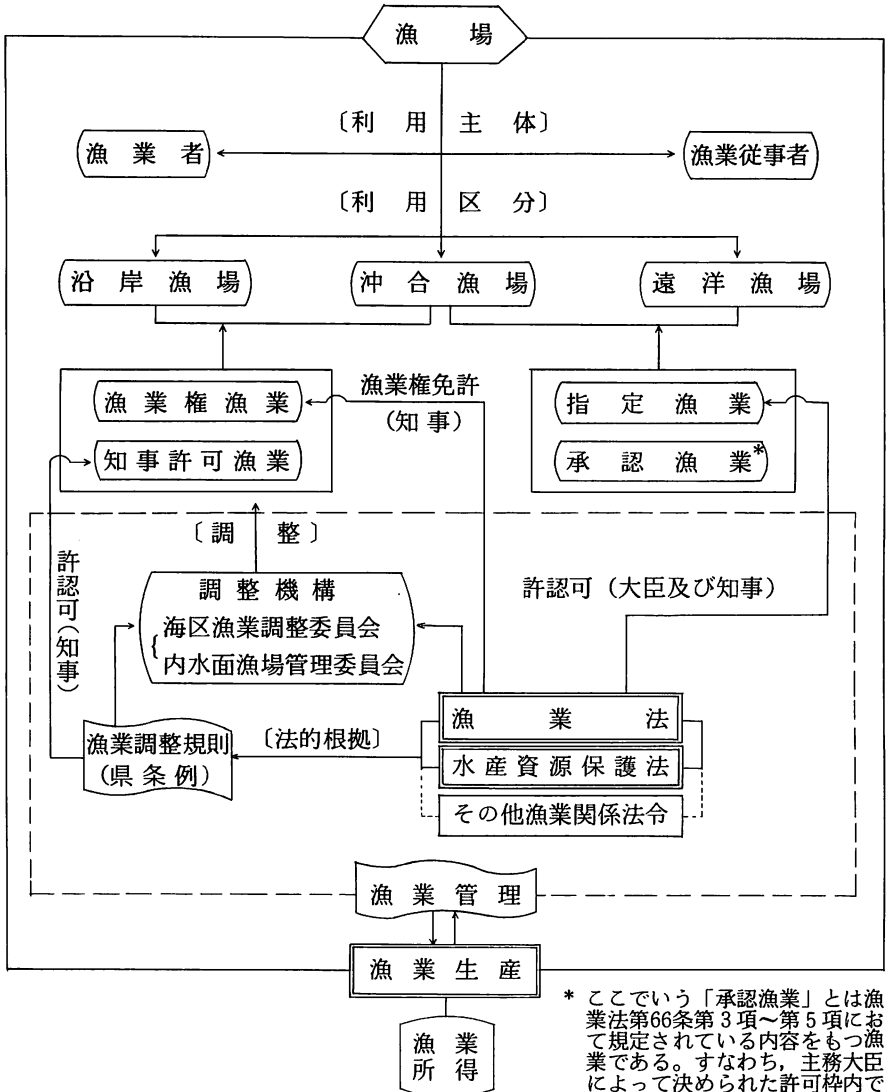 漁場
〔利用主体〕
漁業者
漁業従事者
〔利用区分〕
沿岸漁場
沖合漁場
遠洋漁場
漁業権漁業
知事許可漁業
漁業権免許
(知事)
指定漁業
承認漁業*
〔調整〕
許認可(知事)
調整機構
海区漁業調整委員会
内水面漁場管理委員会
許認可(大臣及び知事)
漁業調整規則
(県条例)
〔法的根拠〕
漁業法
水産資源保護法
その他漁業関係法令
漁業管理
漁業生産
漁業
所得
* ここでいう「承認漁業」とは漁
業法第66条第3項~第5項にお
て規定されている内容をもつ漁
業である。すなわち,主務大臣
によって決められた許可枠内で